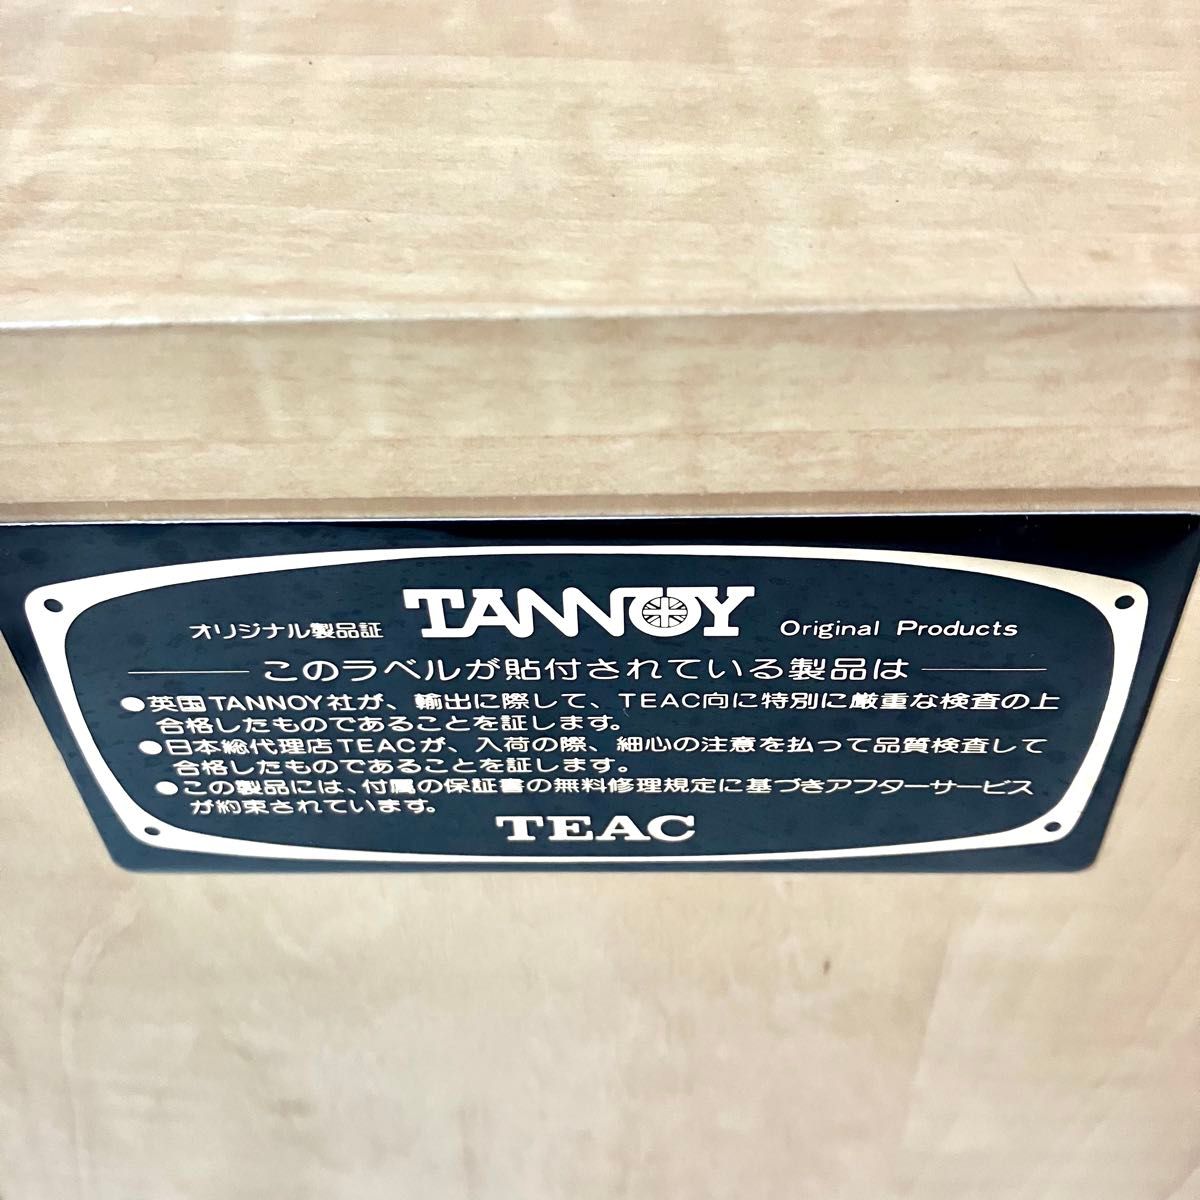 オリジナル製品証 TANNOY Original Products
このラベルが貼付されている製品は
●英国TANNOY社が、輸出に際して、TEAC向に特別に厳重な検査の上
合格したものであることを証します。
●日本総代理店TEACが、入荷の際、細心の注意を払って品質検査して
合格したものであることを証します。
●この製品には、付属の保証書の無料修理規定に基づきアフターサービス
が約束されています。
TEAC